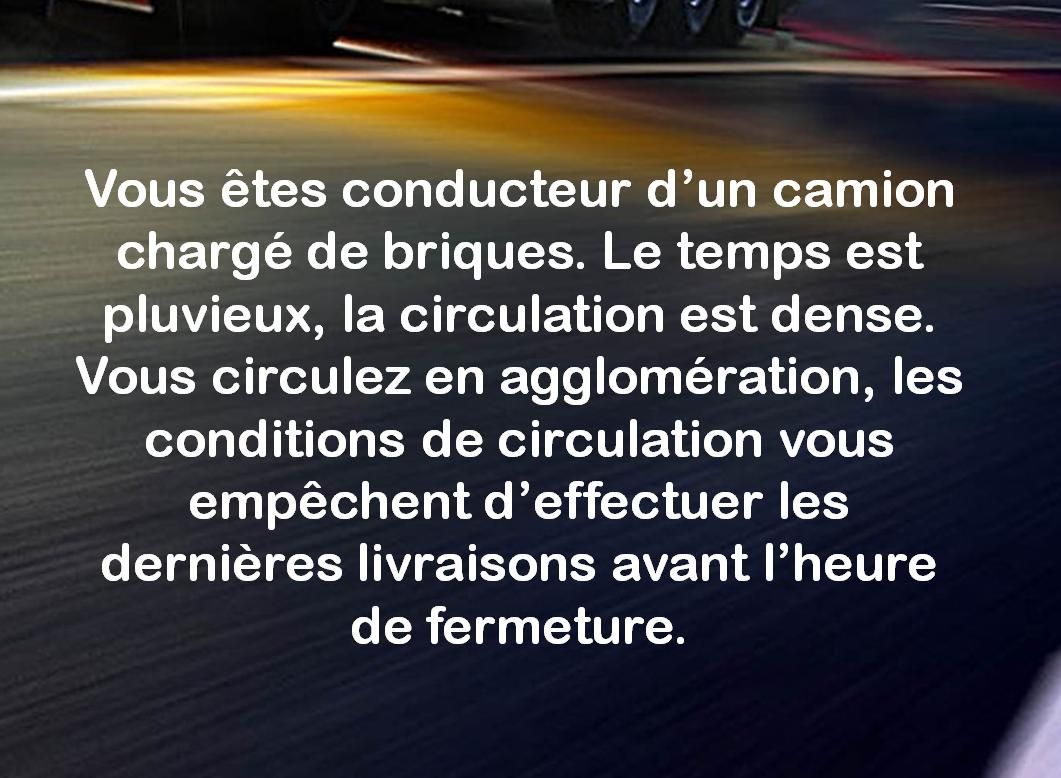 Vous êtes conducteur d’un camion
chargé de briques. Le temps est
pluvieux, la circulation est dense.
Vous circulez en agglomération, les
conditions de circulation vous
empêchent d’effectuer les
dernières livraisons avant l’heure
de fermeture.